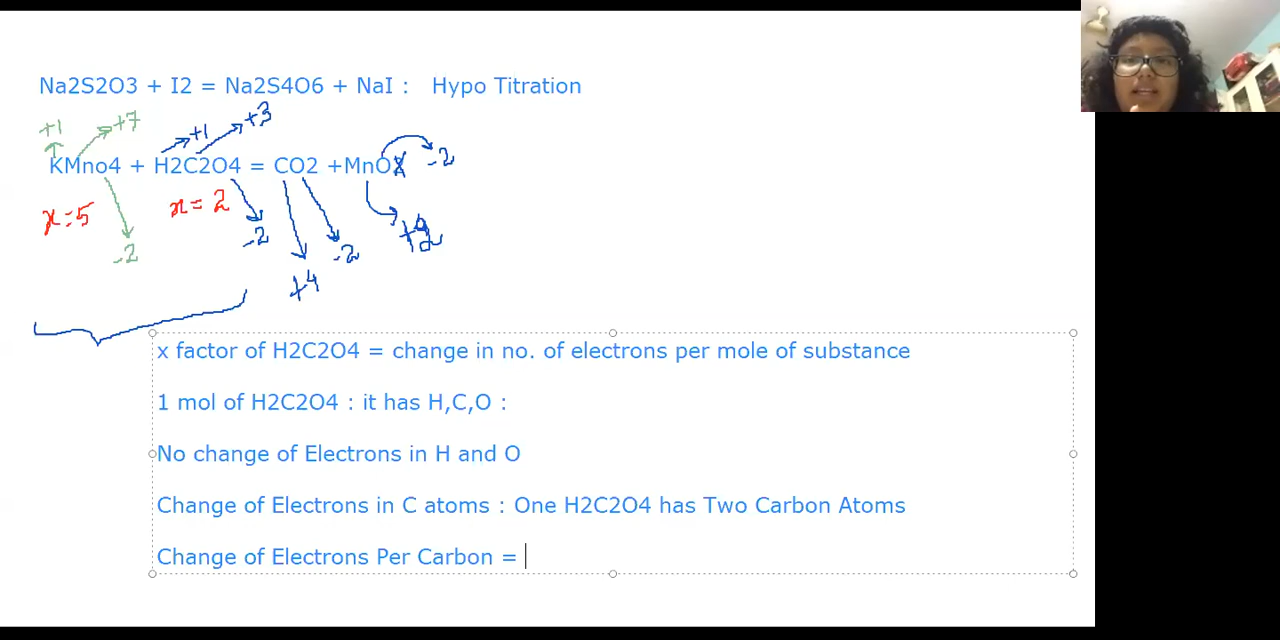 Na2S2O3 + I2 = Na2S4O6 + NaI :   Hypo Titration
+1 +7 +1 +3
KMno4 + H2C2O4 = CO2 +MnO -2
x=5 x=2 -2 -2 +2
-2 +4
x factor of H2C2O4 = change in no. of electrons per mole of substance
1 mol of H2C2O4 : it has H,C,O :
No change of Electrons in H and O
Change of Electrons in C atoms : One H2C2O4 has Two Carbon Atoms
Change of Electrons Per Carbon =